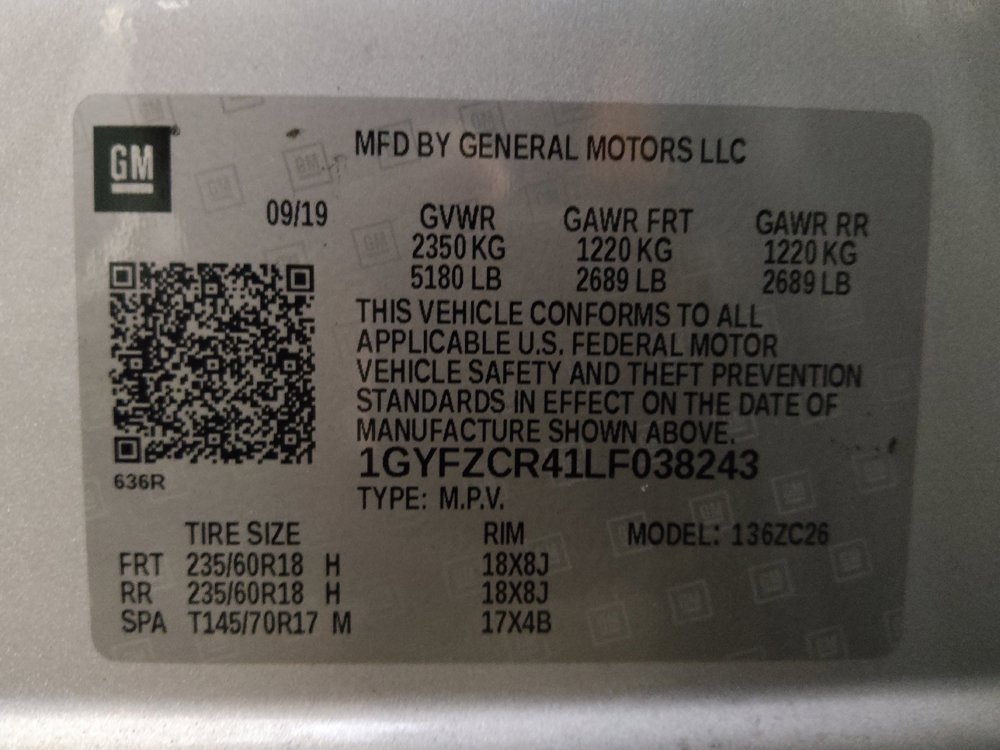 GM
MFD BY GENERAL MOTORS LLC
09/19 GVWR GAWR FRT GAWR RR
2350 KG 1220 KG 1220 KG
5180 LB 2689 LB 2689 LB
THIS VEHICLE CONFORMS TO ALL
APPLICABLE U.S. FEDERAL MOTOR
VEHICLE SAFETY AND THEFT PREVENTION
STANDARDS IN EFFECT ON THE DATE OF
MANUFACTURE SHOWN ABOVE.
1GYFZCR41LF038243
636R
TYPE: M.P.V.
TIRE SIZE RIM MODEL: 136ZC26
FRT 235/60R18 H 18X8J
RR 235/60R18 H 18X8J
SPA T145/70R17 M 17X4B